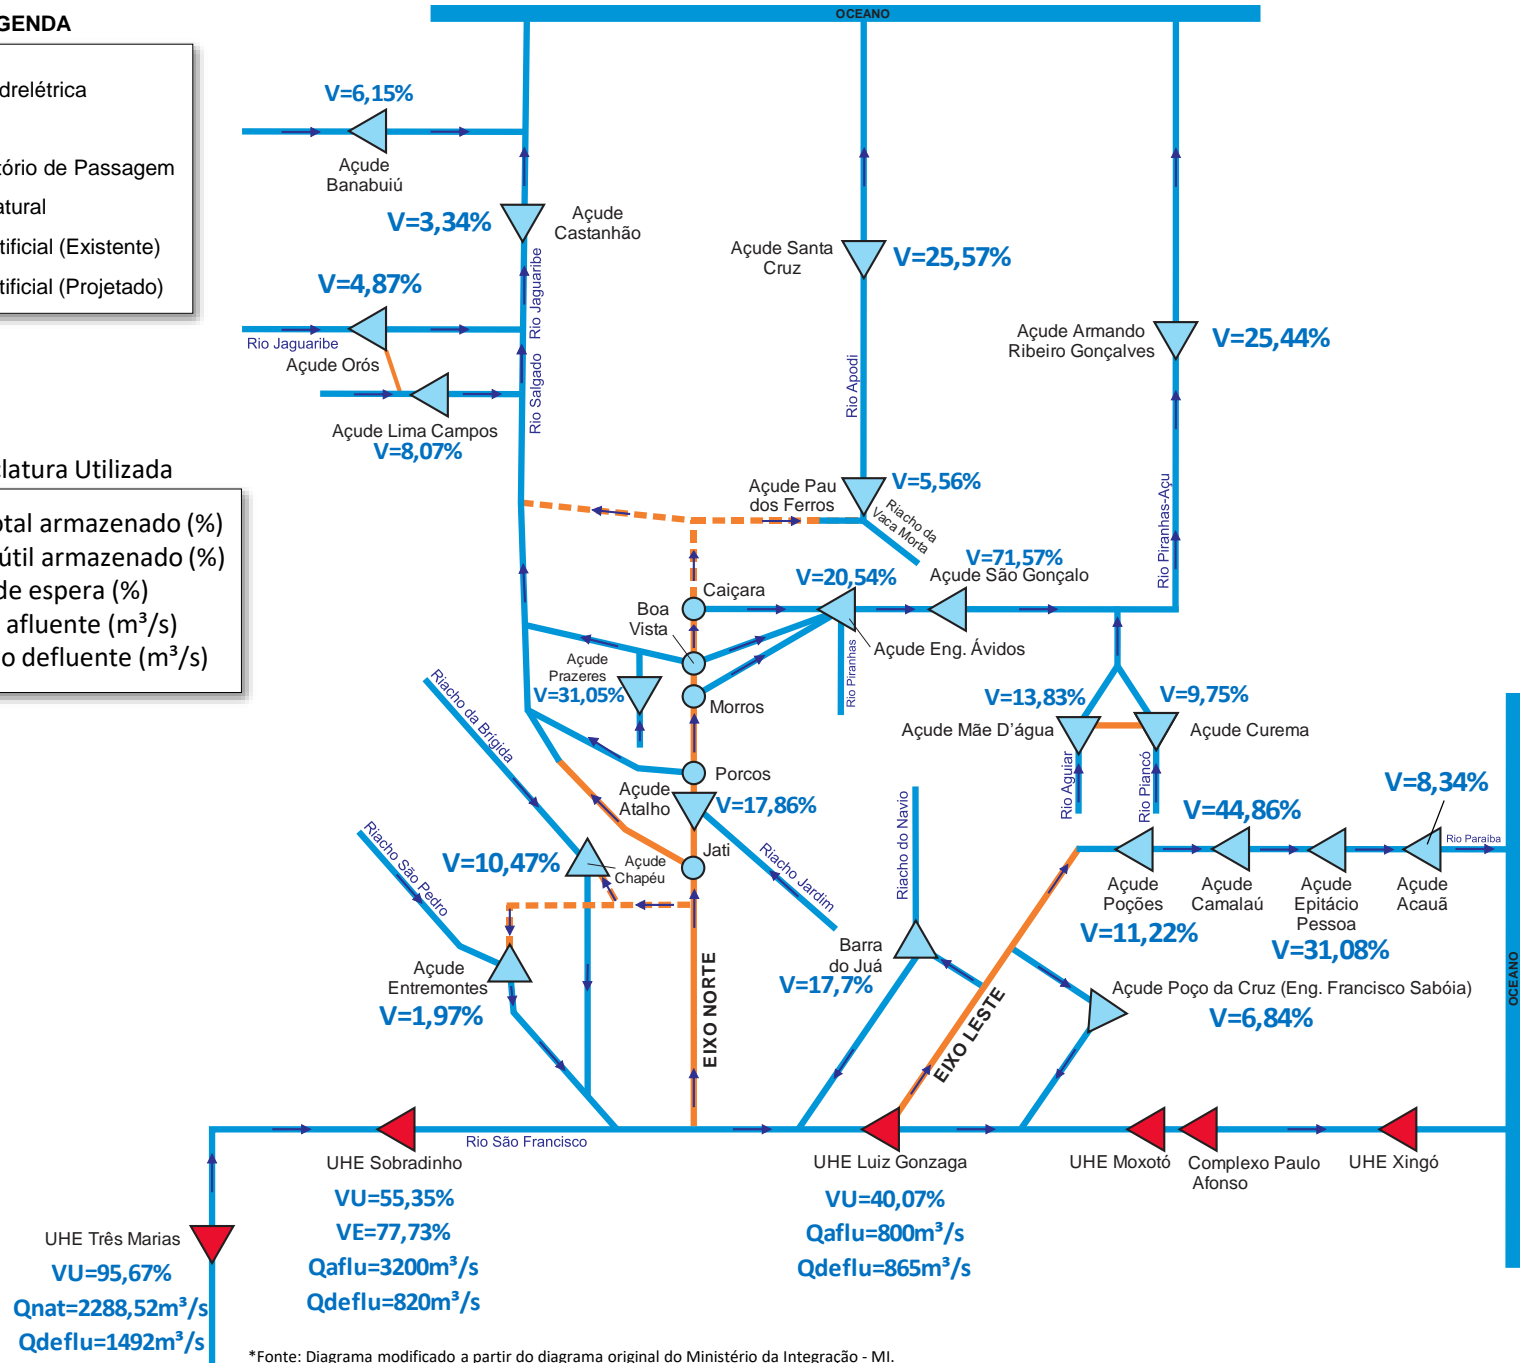 OCEANO
GENDA
drelétrica
tório de Passagem
atural
tificial (Existente)
tificial (Projetado)
V=6,15%
Açude
Banabuiú
V=3,34%
Açude
Castanhão
Rio Jaguaribe
V=4,87%
Rio Jaguaribe
Açude Orós
Rio Salgado
Açude Lima Campos
V=8,07%
Açude Santa
Cruz
V=25,57%
Rio Apodi
Açude Armando
Ribeiro Gonçalves
V=25,44%
Rio Piranhas-Açu
clatura Utilizada
otal armazenado (%)
útil armazenado (%)
de espera (%)
afluente (m³/s)
o defluente (m³/s)
Açude Pau
dos Ferros
V=5,56%
Riacho da
Vaca Morta
V=71,57%
Açude São Gonçalo
V=20,54%
Caiçara
Boa
Vista
Açude Eng. Ávidos
Rio Piranhas
Açude
Prazeres
V=31,05%
Morros
Riacho da Brígida
V=13,83%
V=9,75%
Açude Mãe D'água
Açude Curema
Rio Aguiar
Rio Piancó
Porcos
Açude
Atalho
V=17,86%
V=8,34%
V=44,86%
Rio Paraíba
Riacho São Pedro
V=10,47%
Açude
Chapéu
Jati
Riacho Jardim
Riacho do Navio
Açude
Poções
V=11,22%
Açude
Camalaú
Açude
Epitácio
Pessoa
V=31,08%
Açude
Acauã
Barra
do Juá
V=17,7%
Açude
Entremontes
V=1,97%
EIXO NORTE
EIXO LESTE
Açude Poço da Cruz (Eng. Francisco Sabóia)
V=6,84%
OCEANO
Rio São Francisco
UHE Sobradinho
VU=55,35%
VE=77,73%
Qaflu=3200m³/s
Qdeflu=820m³/s
UHE Luiz Gonzaga
VU=40,07%
Qaflu=800m³/s
Qdeflu=865m³/s
UHE Moxotó
Complexo Paulo
Afonso
UHE Xingó
UHE Três Marias
VU=95,67%
Qnat=2288,52m³/s
Qdeflu=1492m³/s
*Fonte: Diagrama modificado a partir do diagrama original do Ministério da Integração - MI.